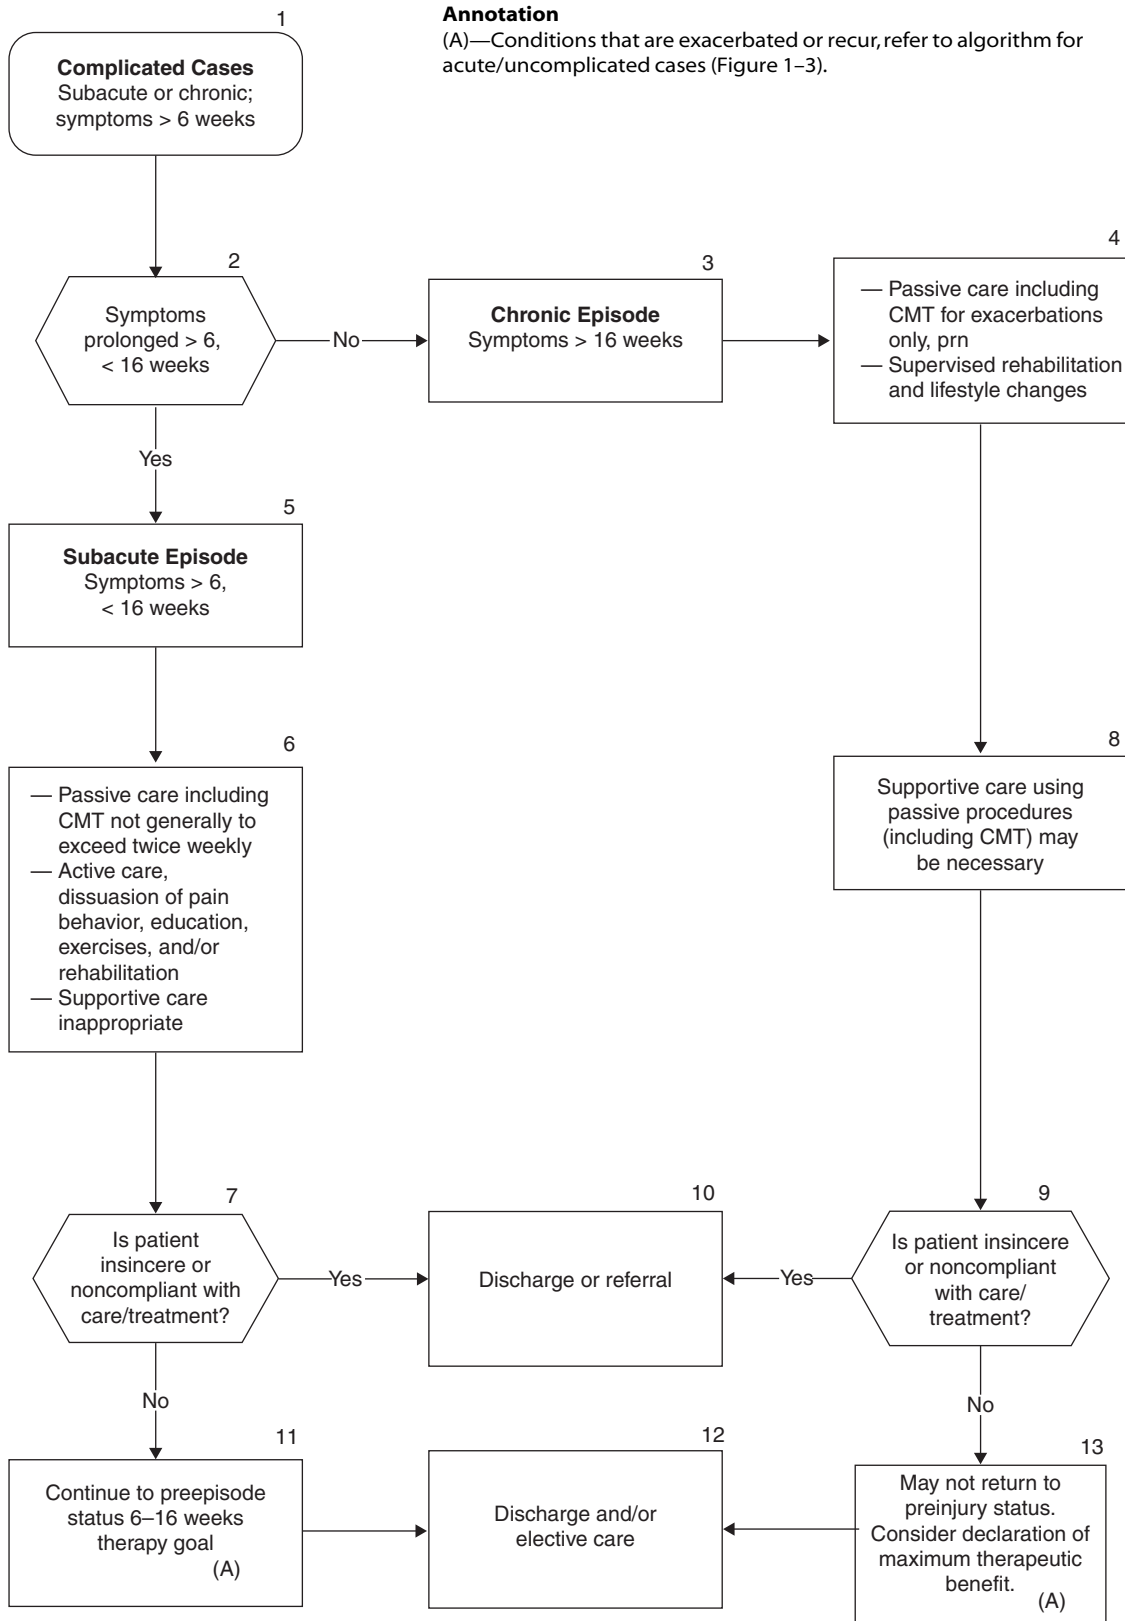 1
Annotation
(A)—Conditions that are exacerbated or recur, refer to algorithm for
acute/uncomplicated cases (Figure 1–3).
Complicated Cases
Subacute or chronic;
symptoms > 6 weeks
2
Symptoms
prolonged > 6,
< 16 weeks
No
3
Chronic Episode
Symptoms > 16 weeks
4
— Passive care including
CMT for exacerbations
only, prn
— Supervised rehabilitation
and lifestyle changes
Yes
5
Subacute Episode
Symptoms > 6,
< 16 weeks
6
— Passive care including
CMT not generally to
exceed twice weekly
— Active care,
dissuasion of pain
behavior, education,
exercises, and/or
rehabilitation
— Supportive care
inappropriate
8
Supportive care using
passive procedures
(including CMT) may
be necessary
7
Is patient
insincere or
noncompliant with
care/treatment?
Yes
10
Discharge or referral
9
Is patient insincere
or noncompliant
with care/
treatment?
Yes
No
11
Continue to preepisode
status 6–16 weeks
therapy goal
(A)
12
Discharge and/or
elective care
No
13
May not return to
preinjury status.
Consider declaration of
maximum therapeutic
benefit.
(A)